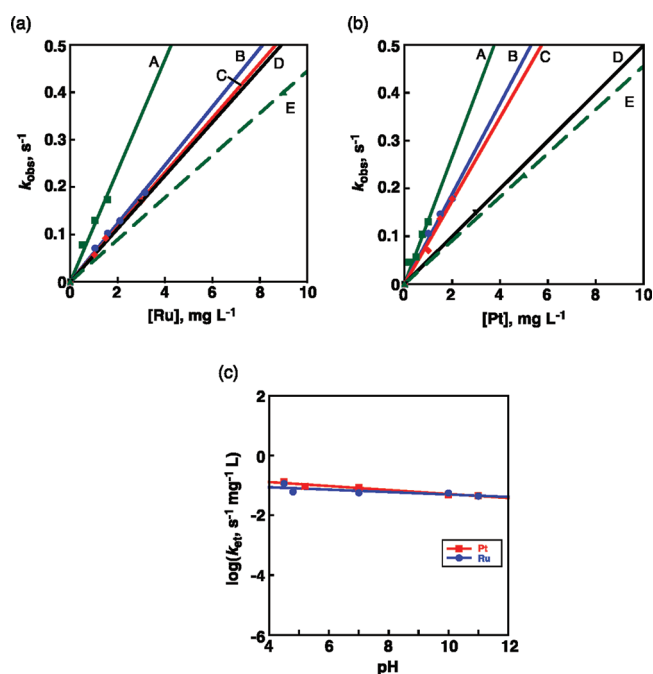 (a)
0.5
0.4
0.3
0.2
0.1
0
k_obs, s⁻¹
A
B
C
D
E
0 2 4 6 8 10
[Ru], mg L⁻¹
(b)
0.5
0.4
0.3
0.2
0.1
0
k_obs, s⁻¹
A
B
C
D
E
0 2 4 6 8 10
[Pt], mg L⁻¹
(c)
2
0
-2
-4
-6
log(k_et, s⁻¹ mg⁻¹ L)
Pt
Ru
4 6 8 10 12
pH